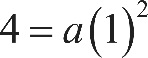 4 = a(1)²